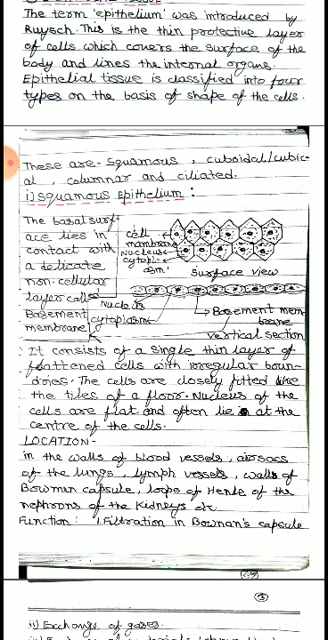 The term 'epithelium' was introduced by
Ruysch. This is the thin protective layer
of cells which covers the surface of the
body and lines the internal organs.
Epithelial tissue is classified into four
types on the basis of shape of the cells.
These are - squamous, cuboidal/cubic-
al, columnar and ciliated.
i) Squamous Epithelium:
The basal surf-
ace lies in
contact with
a delicate
non-cellular
layer called
Basement
membrane
cell
membrane
Nucleus
cytopl-
asm
Surface view
Nucleus
cytoplasm
Basement mem-
brane
vertical section
It consists of a single thin layer of
flattened cells with irregular boun-
daries. The cells are closely fitted like
the tiles of a floor. Nucleus of the
cells are flat and often lie at the
centre of the cells.
LOCATION -
in the walls of blood vessels, airsacs
of the lungs, lymph vessels, walls of
Bowmen capsule, loops of Henle of the
nephrons of the kidneys etc
Function: i) Filtration in Bowman's capsule
ii) Exchange of gases.